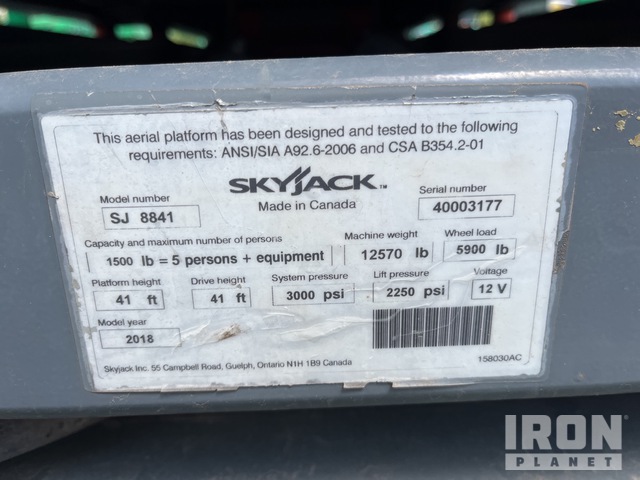 This aerial platform has been designed and tested to the following
requirements: ANSI/SIA A92.6-2006 and CSA B354.2-01
SKYJACK™
Made in Canada
Model number
SJ 8841
Serial number
40003177
Capacity and maximum number of persons
1500 lb = 5 persons + equipment
Machine weight
12570 lb
Wheel load
5900 lb
Platform height
41 ft
Drive height
41 ft
System pressure
3000 psi
Lift pressure
2250 psi
Voltage
12 V
Model year
2018
Skyjack Inc. 55 Campbell Road, Guelph, Ontario N1H 1B9 Canada
158030AC
IRON
PLANET